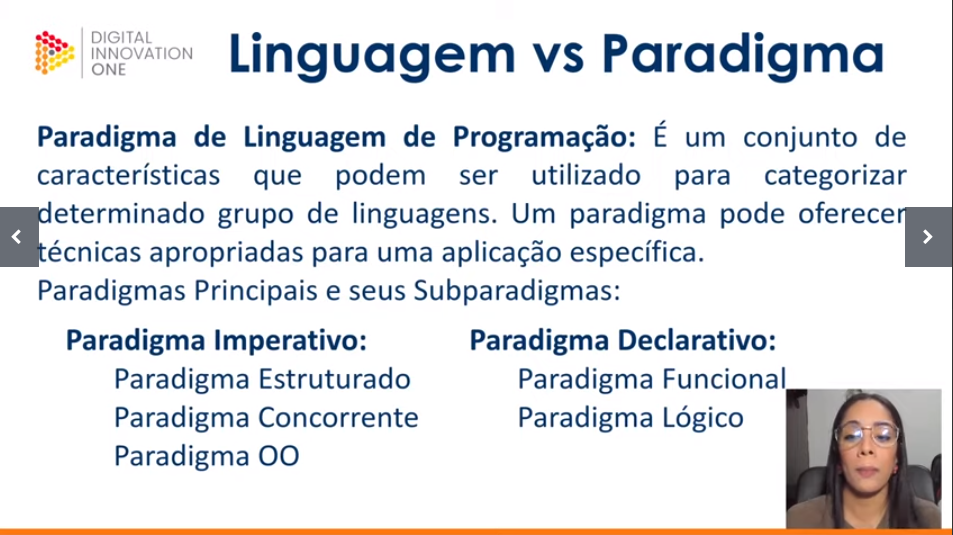 DIGITAL
INNOVATION
ONE
Linguagem vs Paradigma
Paradigma de Linguagem de Programação: É um conjunto de
características que podem ser utilizado para categorizar
determinado grupo de linguagens. Um paradigma pode oferecer
técnicas apropriadas para uma aplicação específica.
Paradigmas Principais e seus Subparadigmas:
Paradigma Imperativo:
Paradigma Estruturado
Paradigma Concorrente
Paradigma OO
Paradigma Declarativo:
Paradigma Funcional
Paradigma Lógico